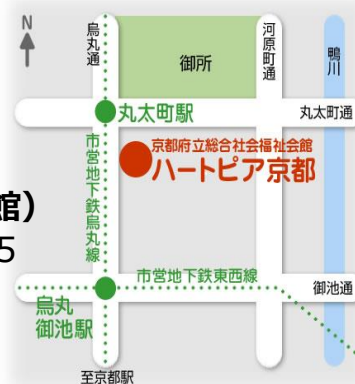 N
烏丸通
御所
河原町通
鴨川
丸太町駅
丸太町通
京都府立総合社会福祉会館
ハートピア京都
市営地下鉄烏丸線
館）
5
市営地下鉄東西線
烏丸
御池駅
御池通
至京都駅